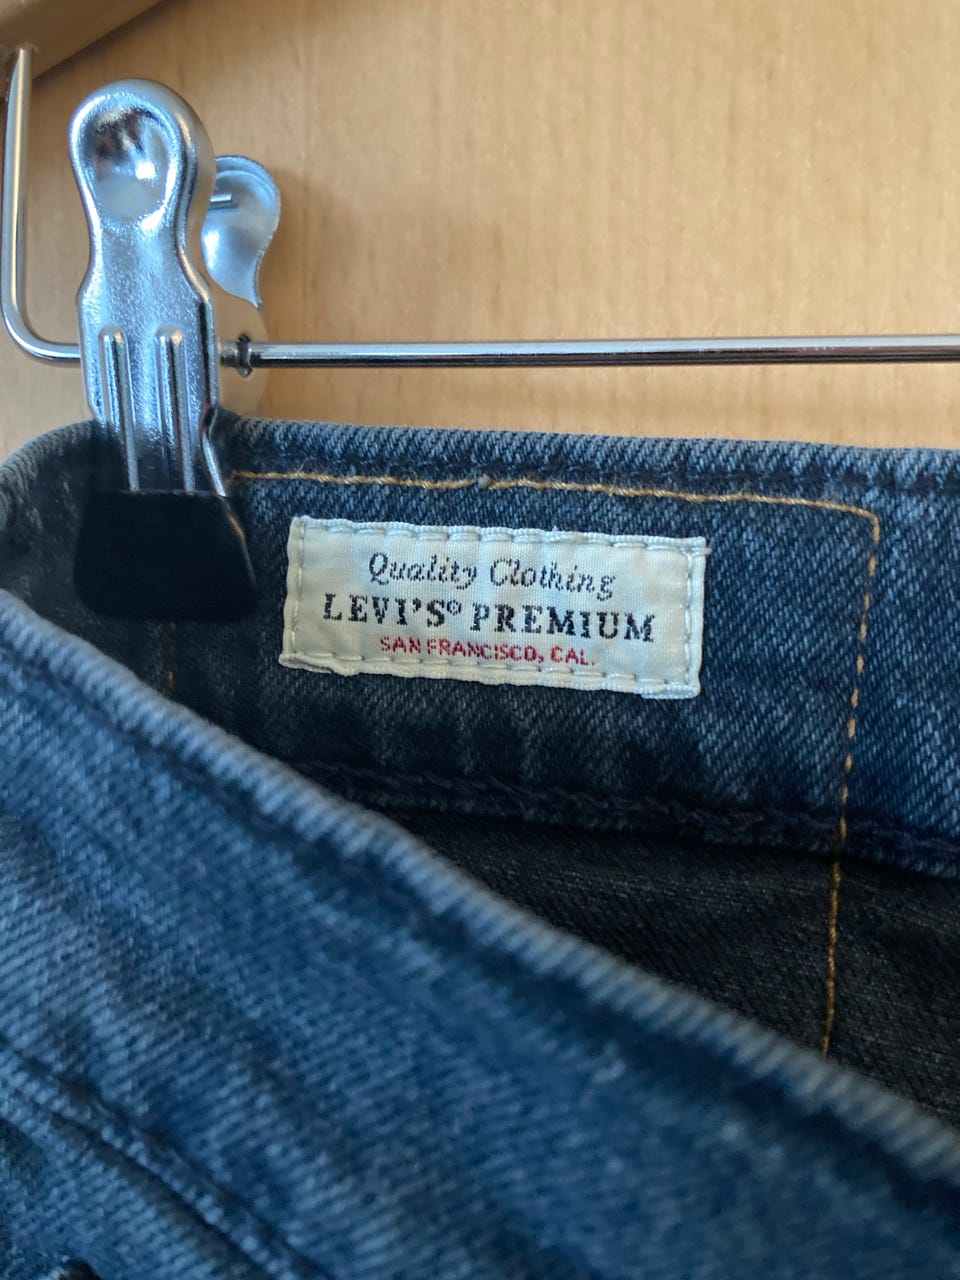 Quality Clothing
LEVI'S® PREMIUM
SAN FRANCISCO, CAL.